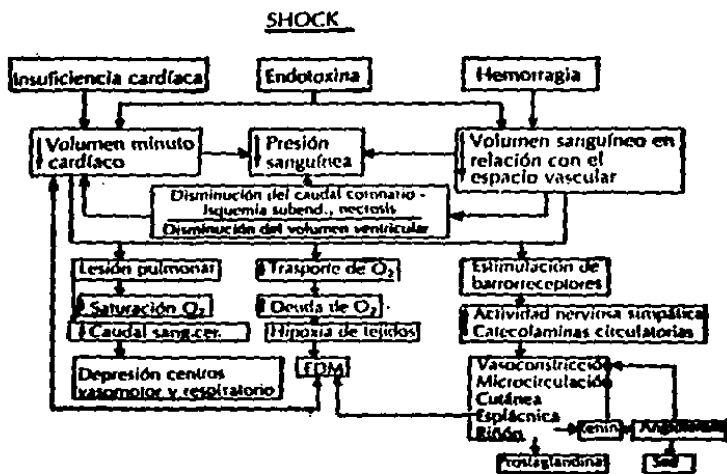 SHOCK
Insuficiencia cardíaca
Endotoxina
Hemorragia
Volumen minuto
cardíaco
Presión
sanguínea
Volumen sanguíneo en
relación con el
espacio vascular
Disminución del caudal coronario -
Isquemia subend., necrosis
Disminución del volumen ventricular
Lesión pulmonar
Trasporte de O₂
Estimulación de
barorreceptores
Saturación O₂
Deuda de O₂
Actividad nerviosa simpática
Catecolaminas circulatorias
Caudal sang.cer.
Hipoxia de tejidos
Depresión centros
vasomotor y respiratorio
FDM
Vasoconstricció
Microcirculació
Cutánea
Esplácnica
Riñón
Prostaglandina
Sed